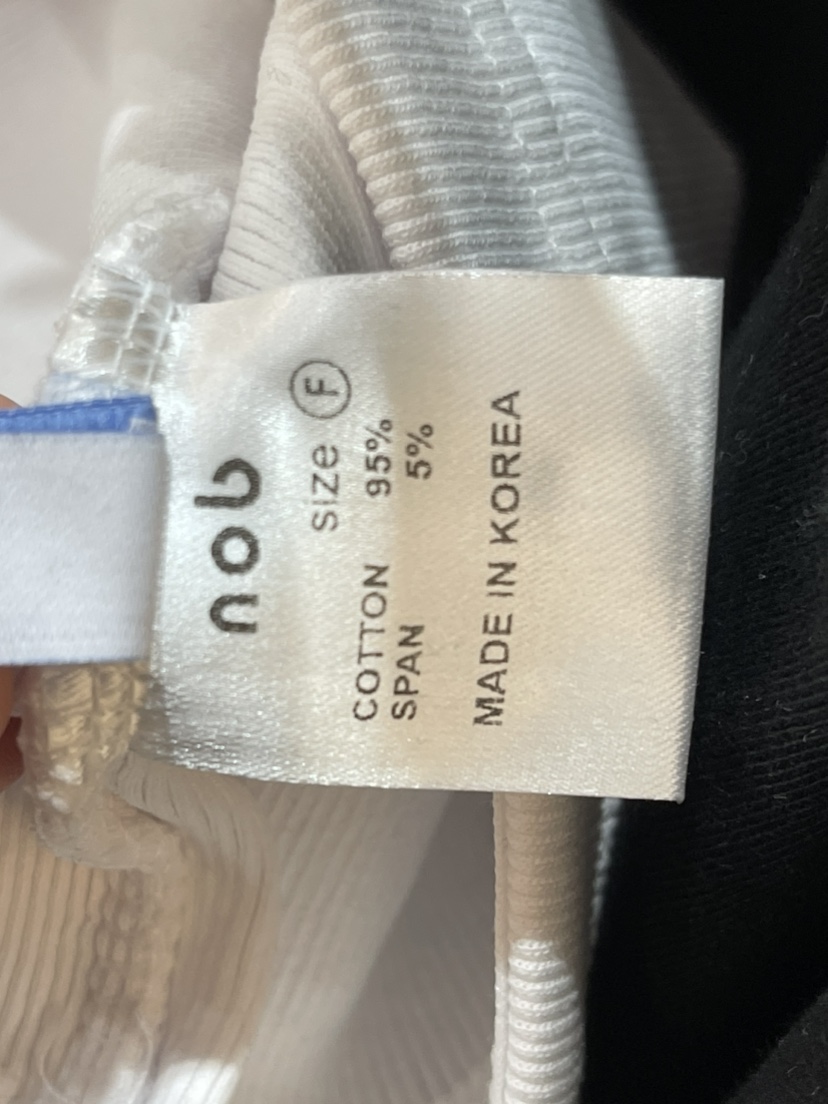 nob
size F
COTTON 95%
SPAN 5%
MADE IN KOREA